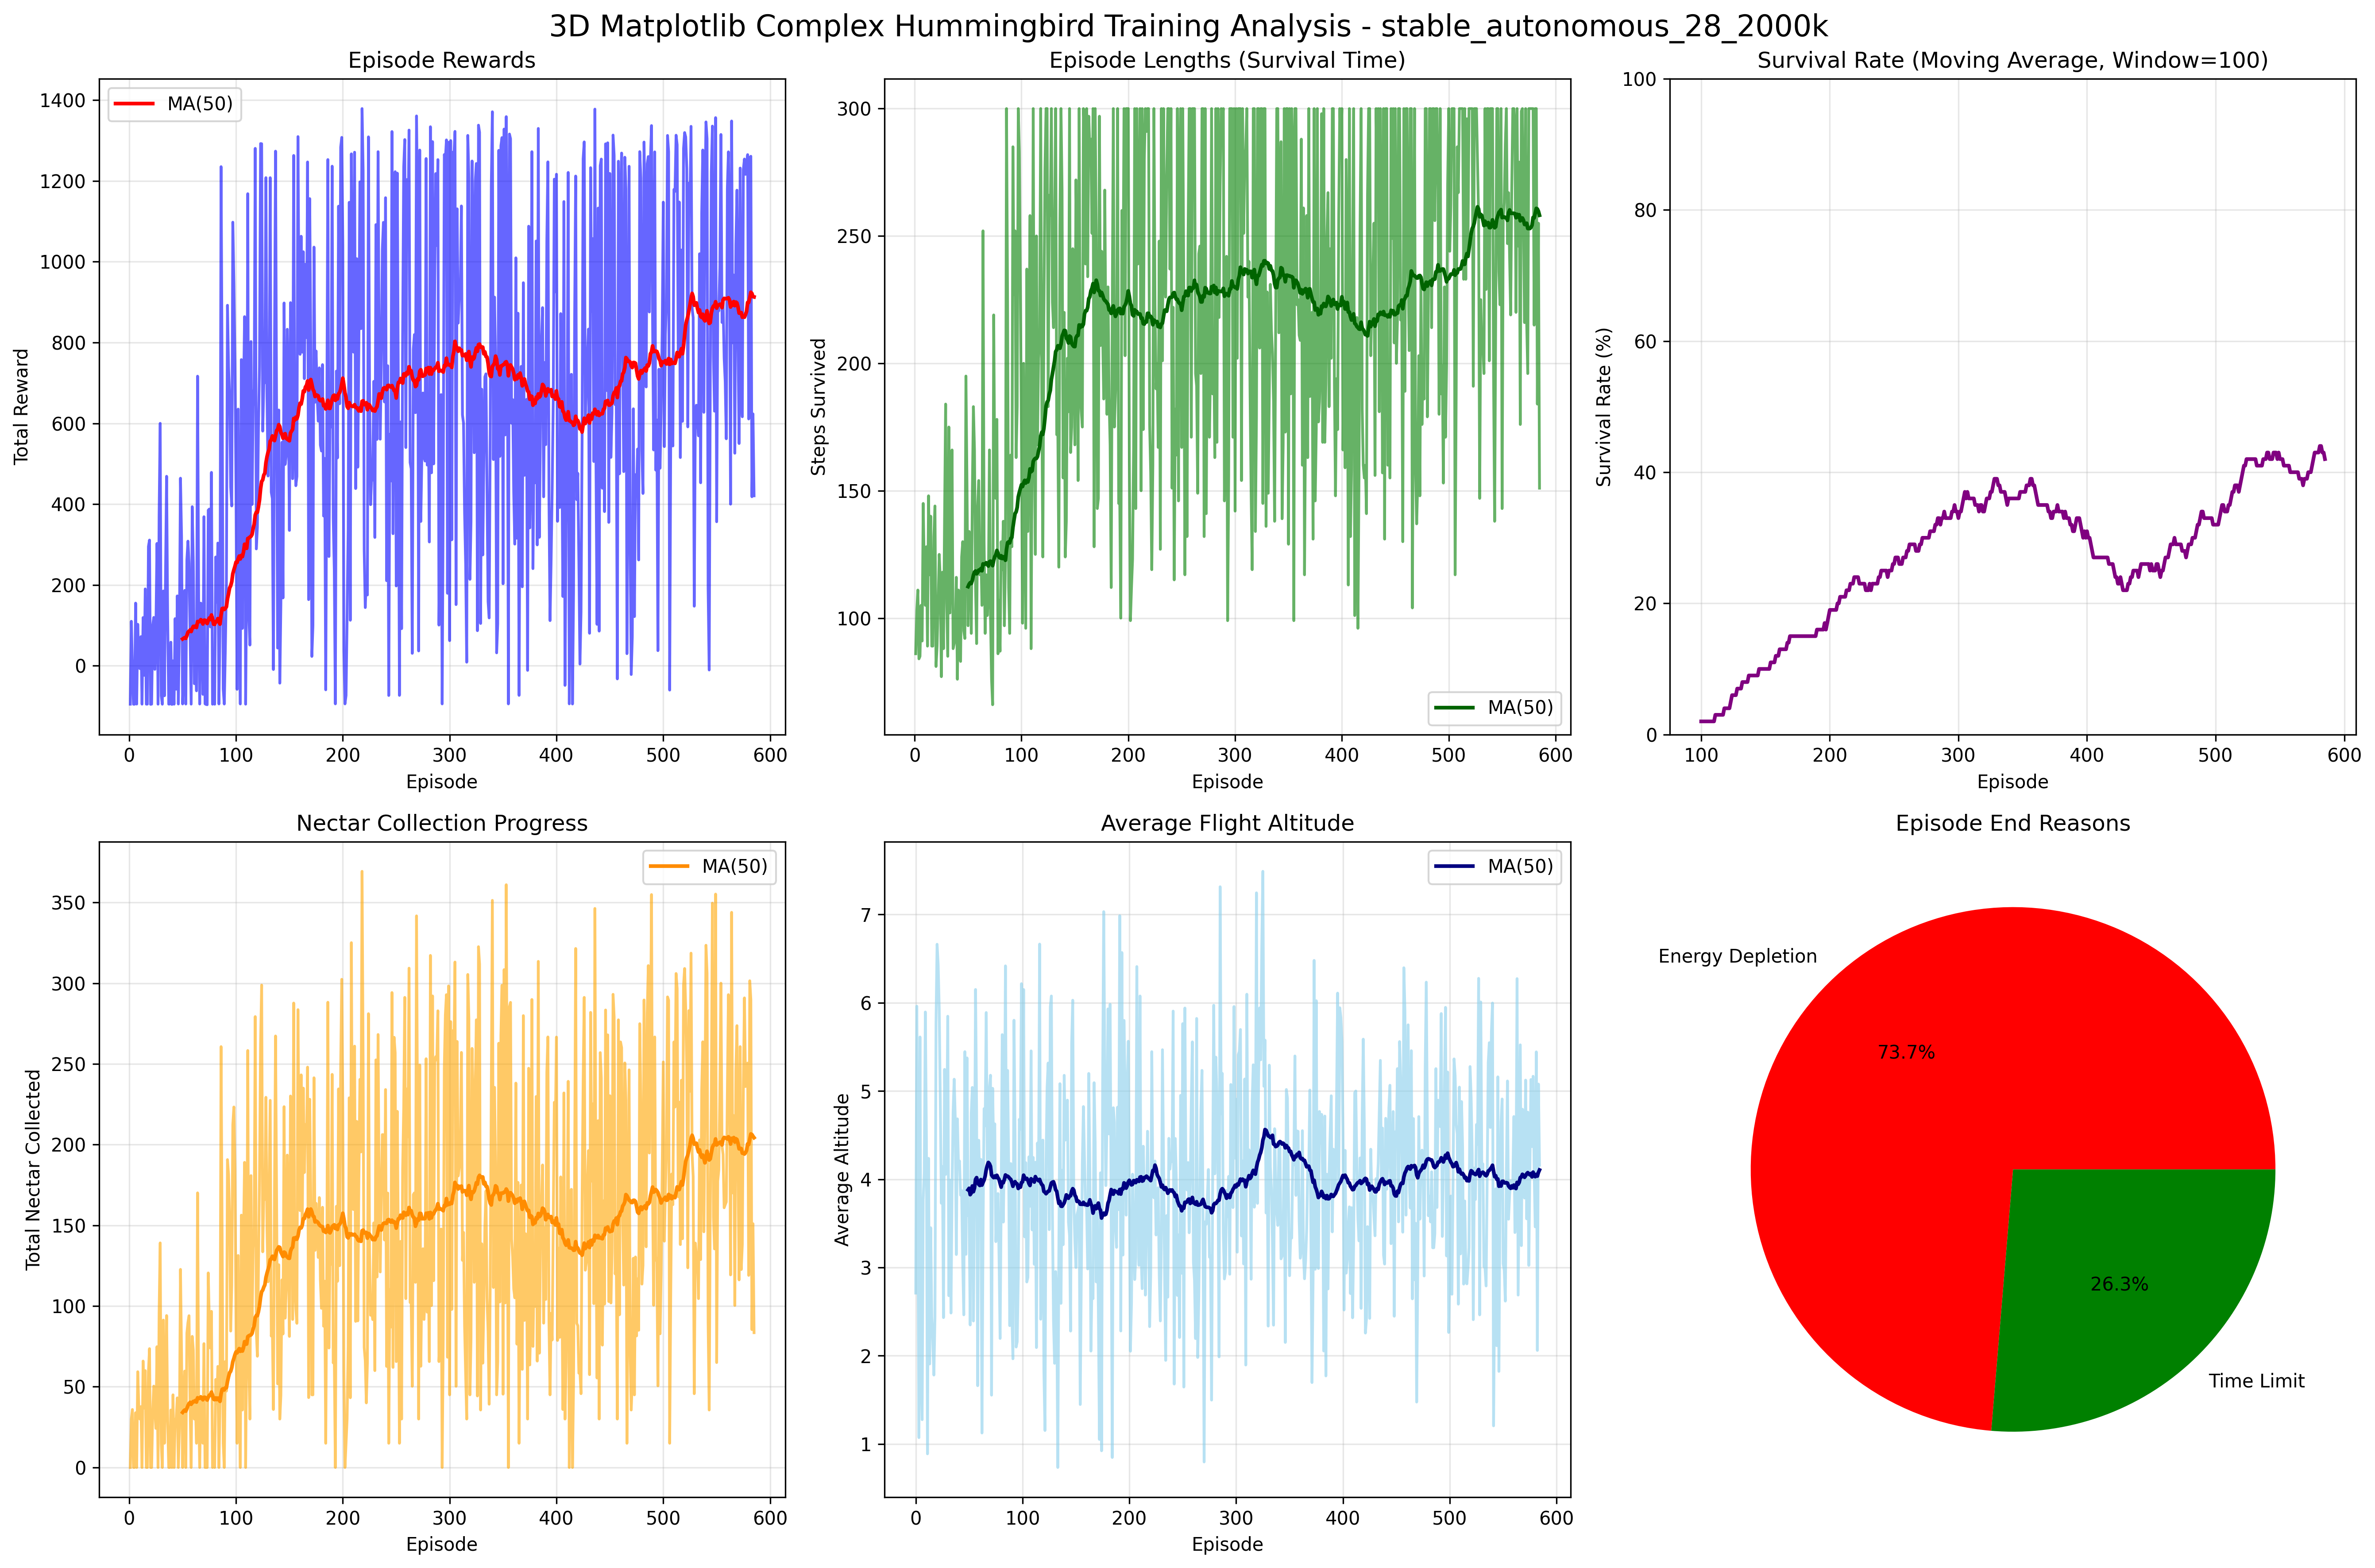 3D Matplotlib Complex Hummingbird Training Analysis - stable_autonomous_28_2000k
Episode Rewards
MA(50)
1400
1200
1000
800
600
400
200
0
Total Reward
0 100 200 300 400 500 600
Episode
Episode Lengths (Survival Time)
300
250
200
150
100
Steps Survived
MA(50)
0 100 200 300 400 500 600
Episode
Survival Rate (Moving Average, Window=100)
100
80
60
40
20
0
Survival Rate (%)
100 200 300 400 500 600
Episode
Nectar Collection Progress
MA(50)
350
300
250
200
150
100
50
0
Total Nectar Collected
0 100 200 300 400 500 600
Episode
Average Flight Altitude
MA(50)
7
6
5
4
3
2
1
Average Altitude
0 100 200 300 400 500 600
Episode
Episode End Reasons
Energy Depletion
73.7%
26.3%
Time Limit